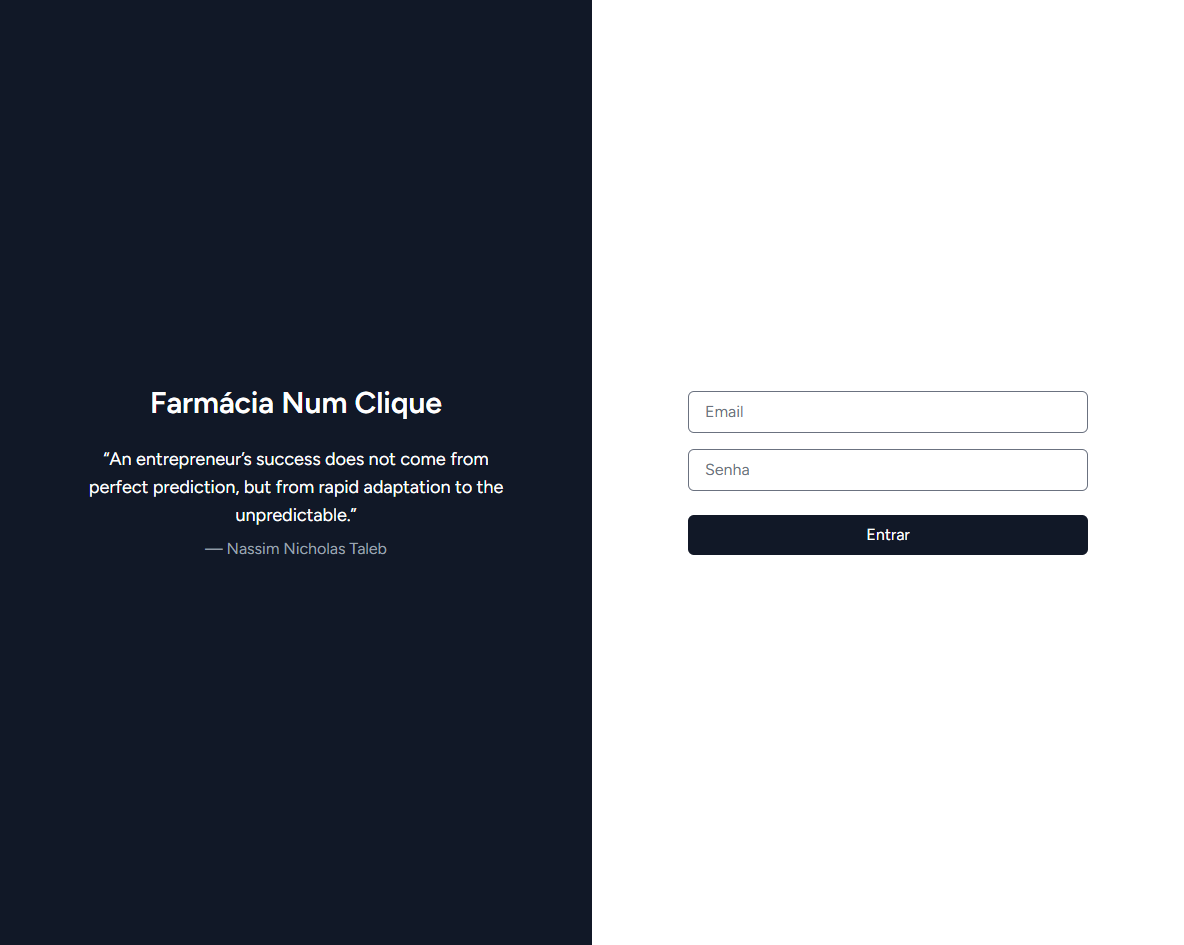 Farmácia Num Clique
“An entrepreneur’s success does not come from
perfect prediction, but from rapid adaptation to the
unpredictable.”
— Nassim Nicholas Taleb
Email
Senha
Entrar